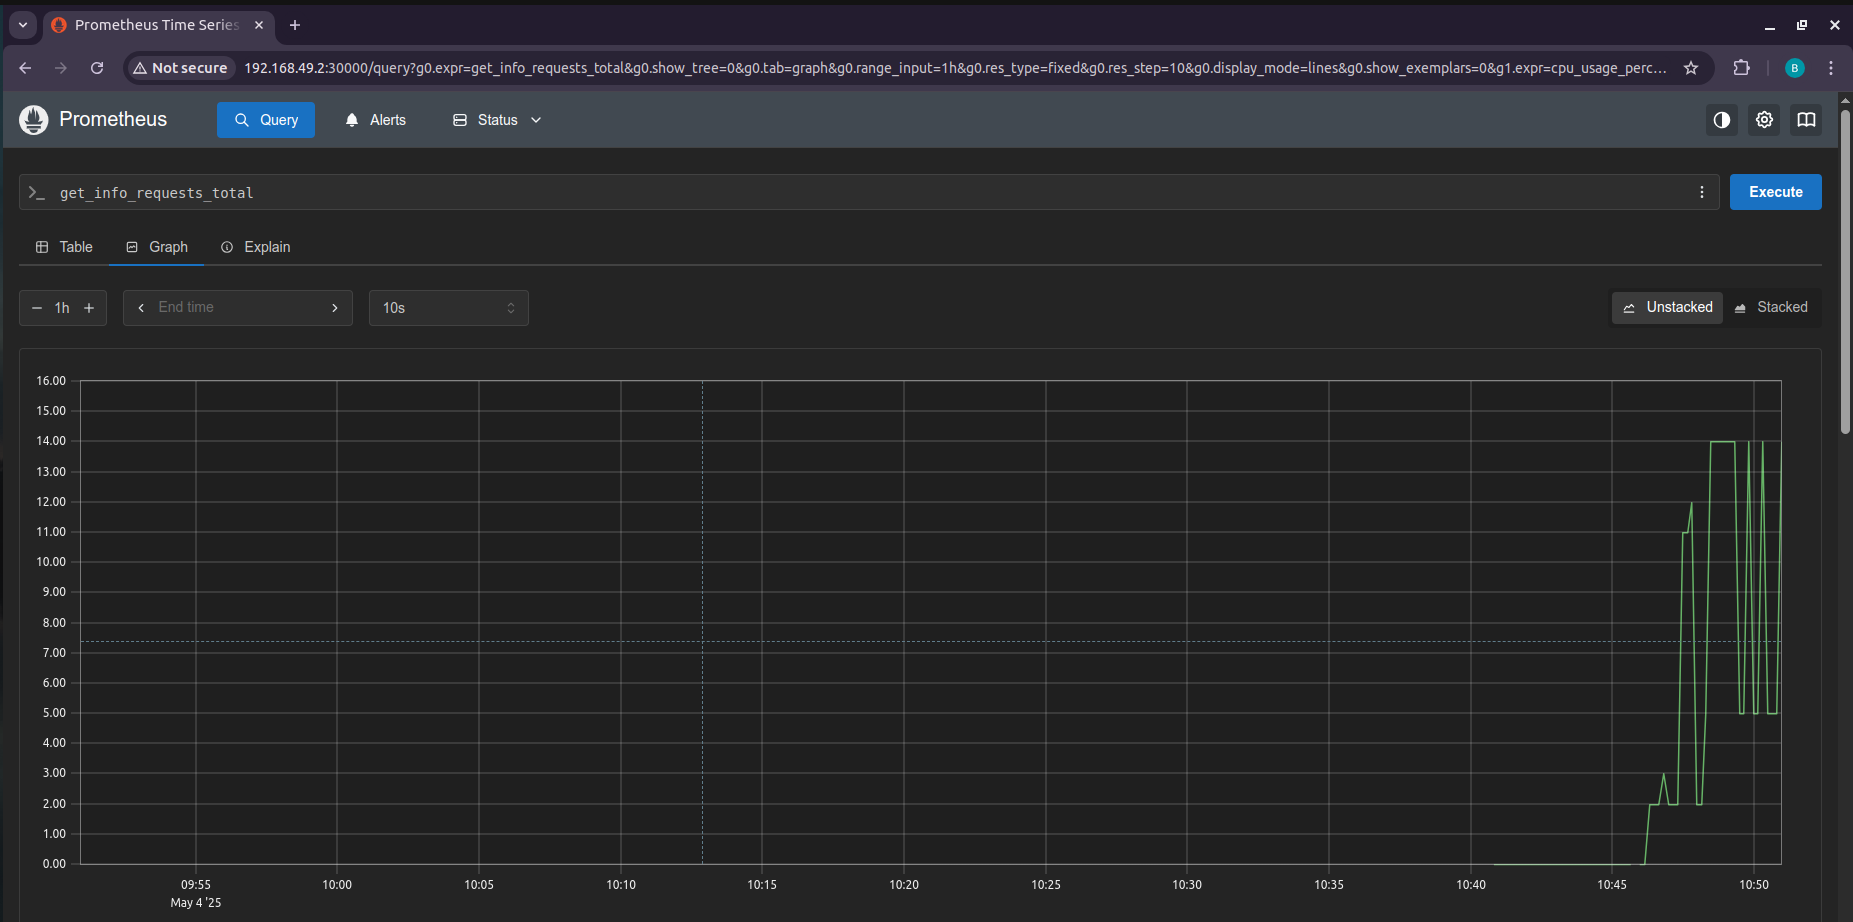 Prometheus Time Series
Not secure 192.168.49.2:30000/query?g0.expr=get_info_requests_total&g0.show_tree=0&g0.tab=graph&g0.range_input=1h&g0.res_type=fixed&g0.res_step=10&g0.display_mode=lines&g0.show_exemplars=0&g1.expr=cpu_usage_perc...
B
Prometheus Query Alerts Status
>_ get_info_requests_total
Execute
Table Graph Explain
1h End time 10s Unstacked Stacked
16.00
15.00
14.00
13.00
12.00
11.00
10.00
9.00
8.00
7.00
6.00
5.00
4.00
3.00
2.00
1.00
0.00
09:55 10:00 10:05 10:10 10:15 10:20 10:25 10:30 10:35 10:40 10:45 10:50
May 4 '25